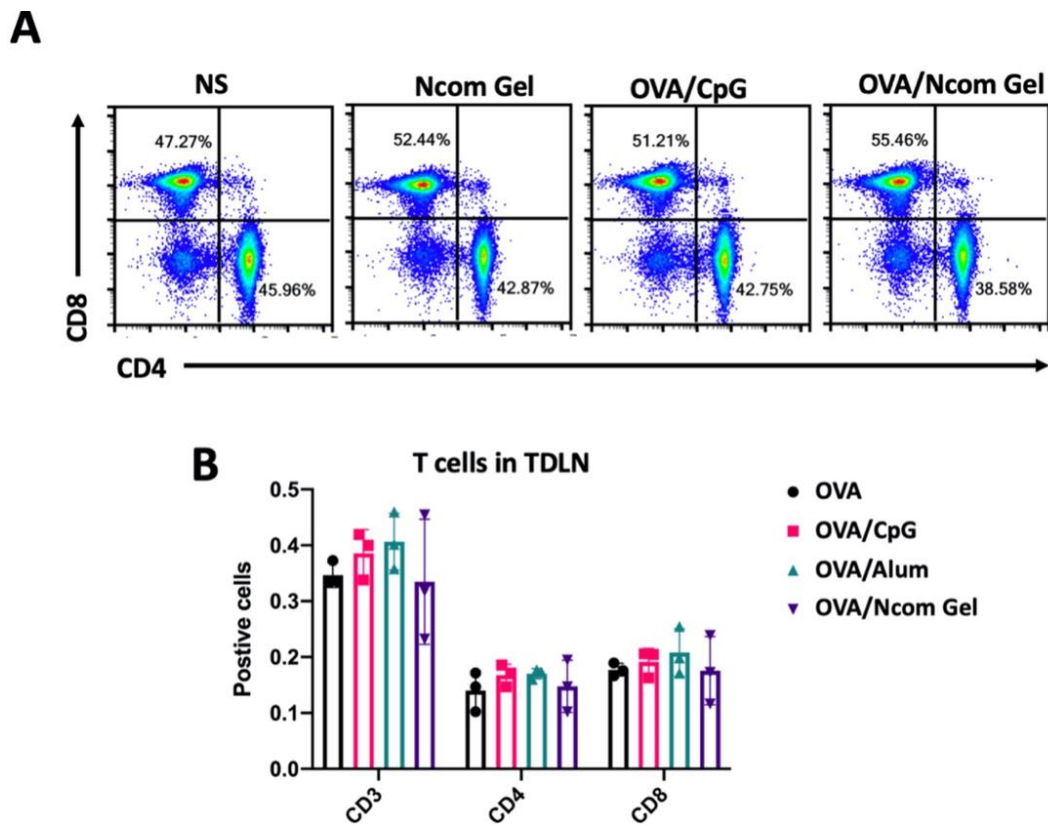 A
NS
Ncom Gel
OVA/CpG
OVA/Ncom Gel
47.27%
52.44%
51.21%
55.46%
45.96%
42.87%
42.75%
38.58%
CD8
CD4
B
T cells in TDLN
Postive cells
0.5
0.4
0.3
0.2
0.1
0.0
CD3
CD4
CD8
OVA
OVA/CpG
OVA/Alum
OVA/Ncom Gel